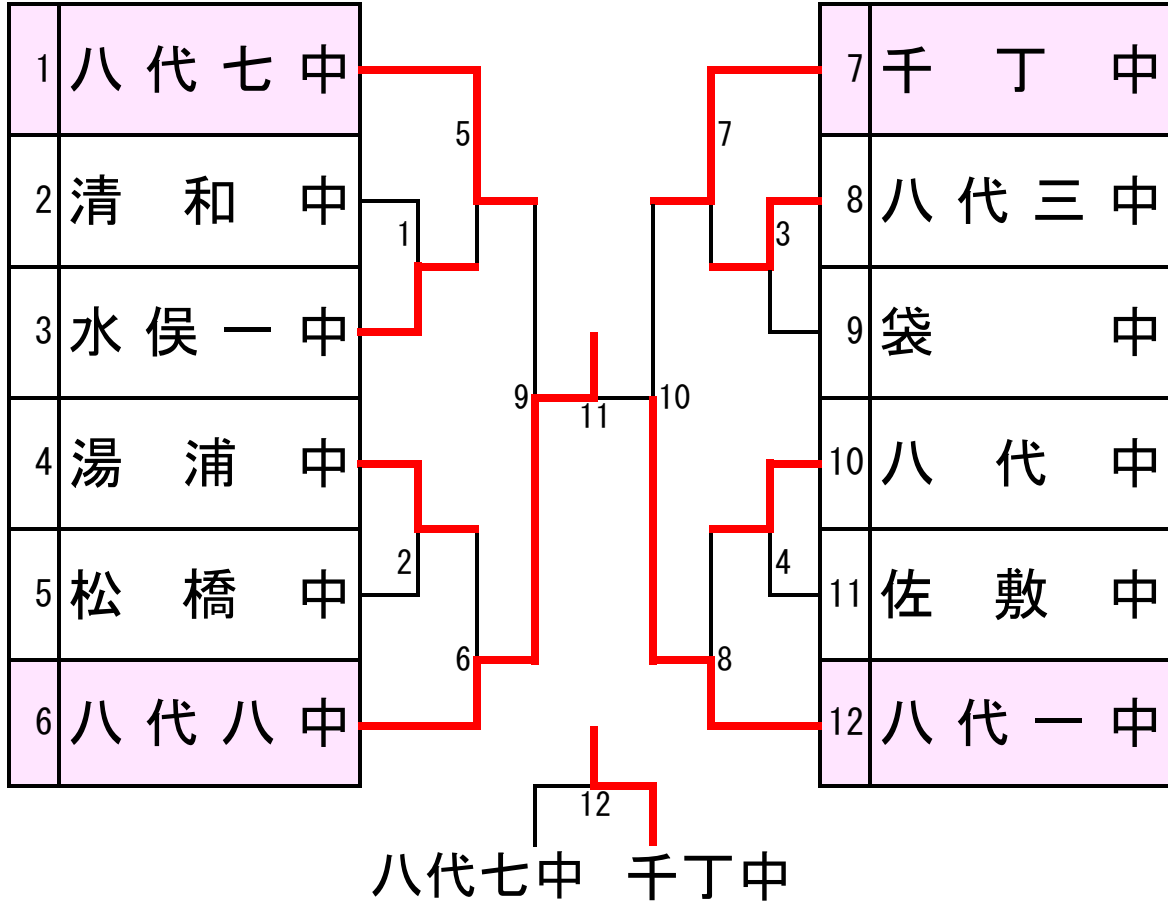 1 八代七中
2 清和中
3 水俣一中
4 湯浦中
5 松橋中
6 八代八中
5
1
2
6
9
11
10
7
3
4
8
7 千丁中
8 八代三中
9 袋中
10 八代中
11 佐敷中
12 八代一中
12
八代七中 千丁中